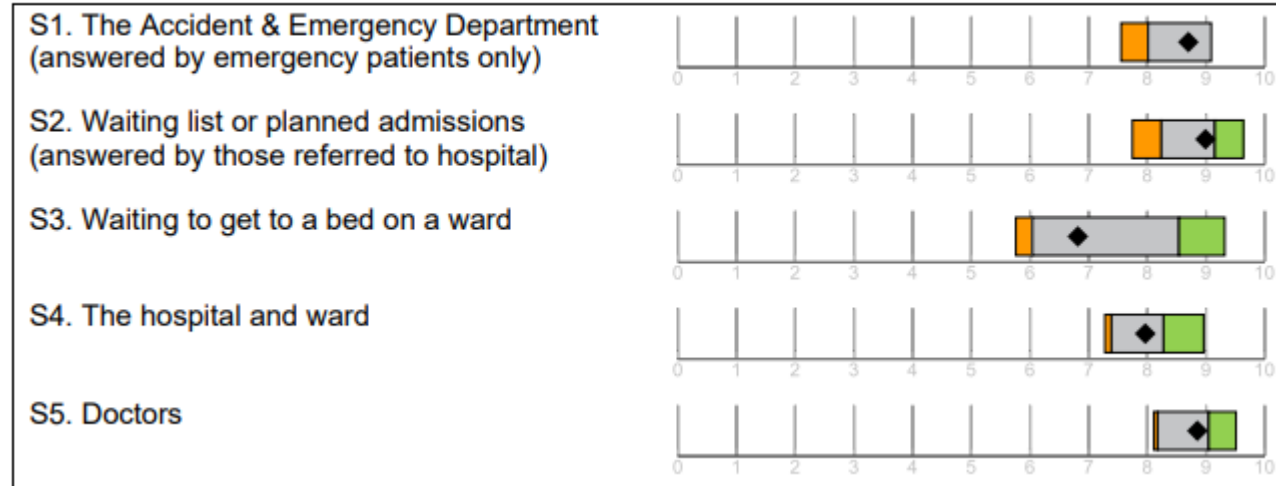 S1. The Accident & Emergency Department
(answered by emergency patients only)
0 1 2 3 4 5 6 7 8 9 10
S2. Waiting list or planned admissions
(answered by those referred to hospital)
0 1 2 3 4 5 6 7 8 9 10
S3. Waiting to get to a bed on a ward
0 1 2 3 4 5 6 7 8 9 10
S4. The hospital and ward
0 1 2 3 4 5 6 7 8 9 10
S5. Doctors
0 1 2 3 4 5 6 7 8 9 10